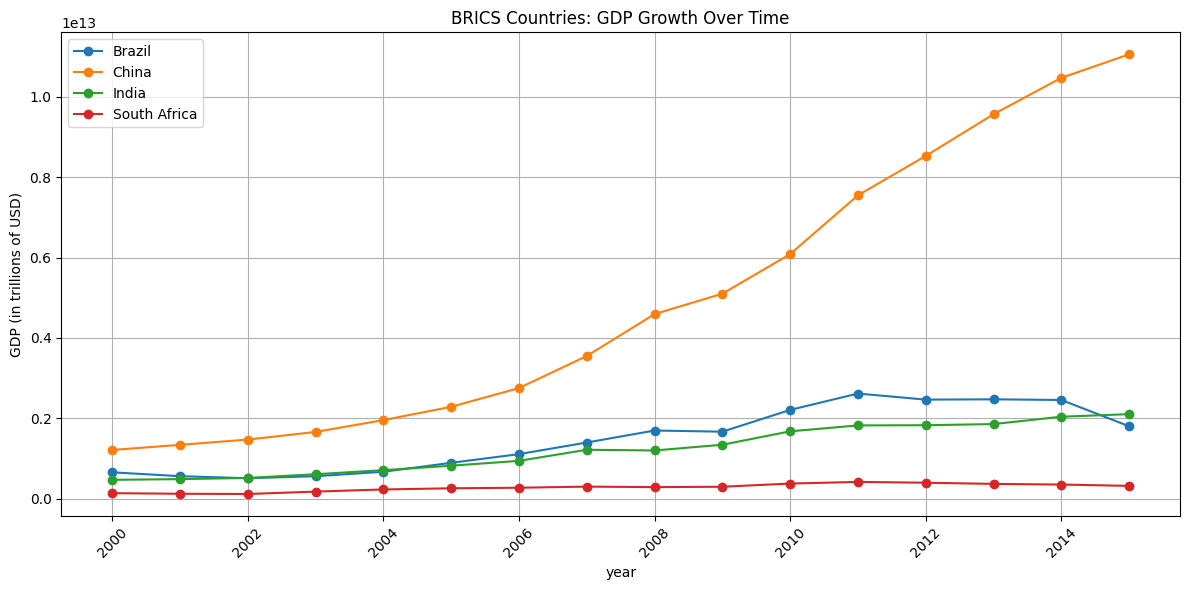 BRICS Countries: GDP Growth Over Time
1e13
Brazil
China
India
South Africa
GDP (in trillions of USD)
1.0
0.8
0.6
0.4
0.2
0.0
2000
2002
2004
2006
2008
2010
2012
2014
year